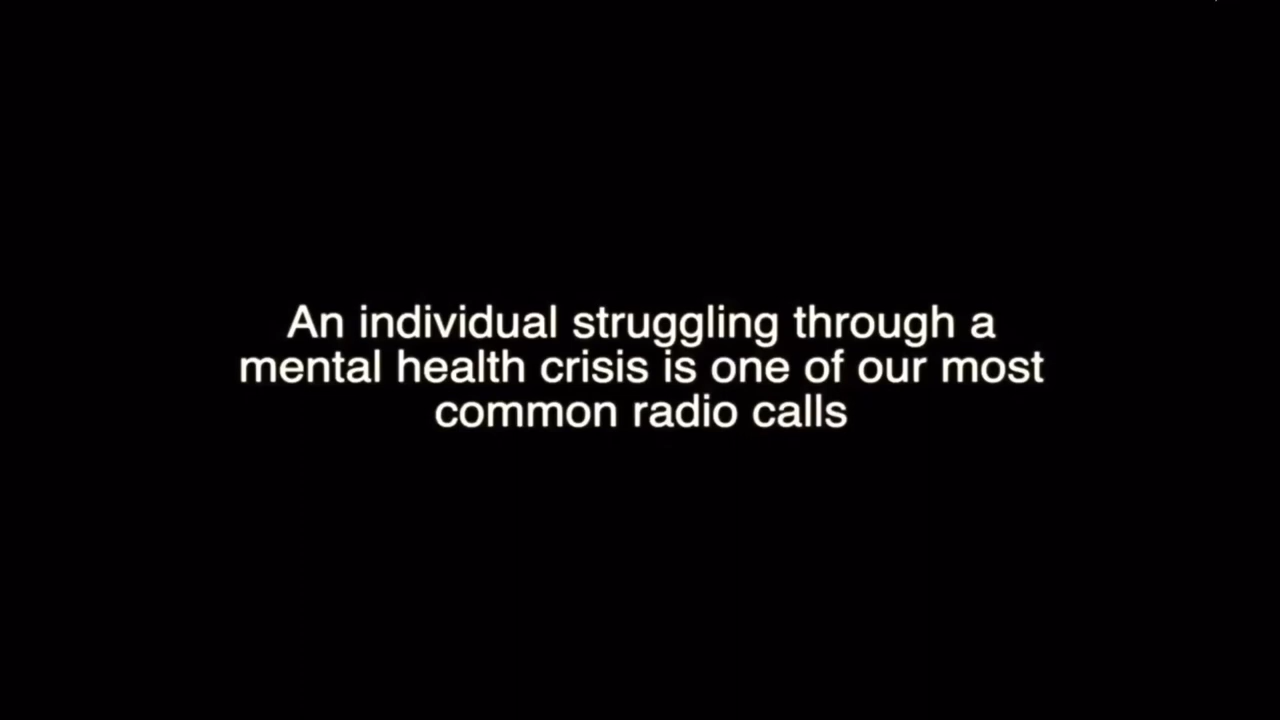 An individual struggling through a
mental health crisis is one of our most
common radio calls